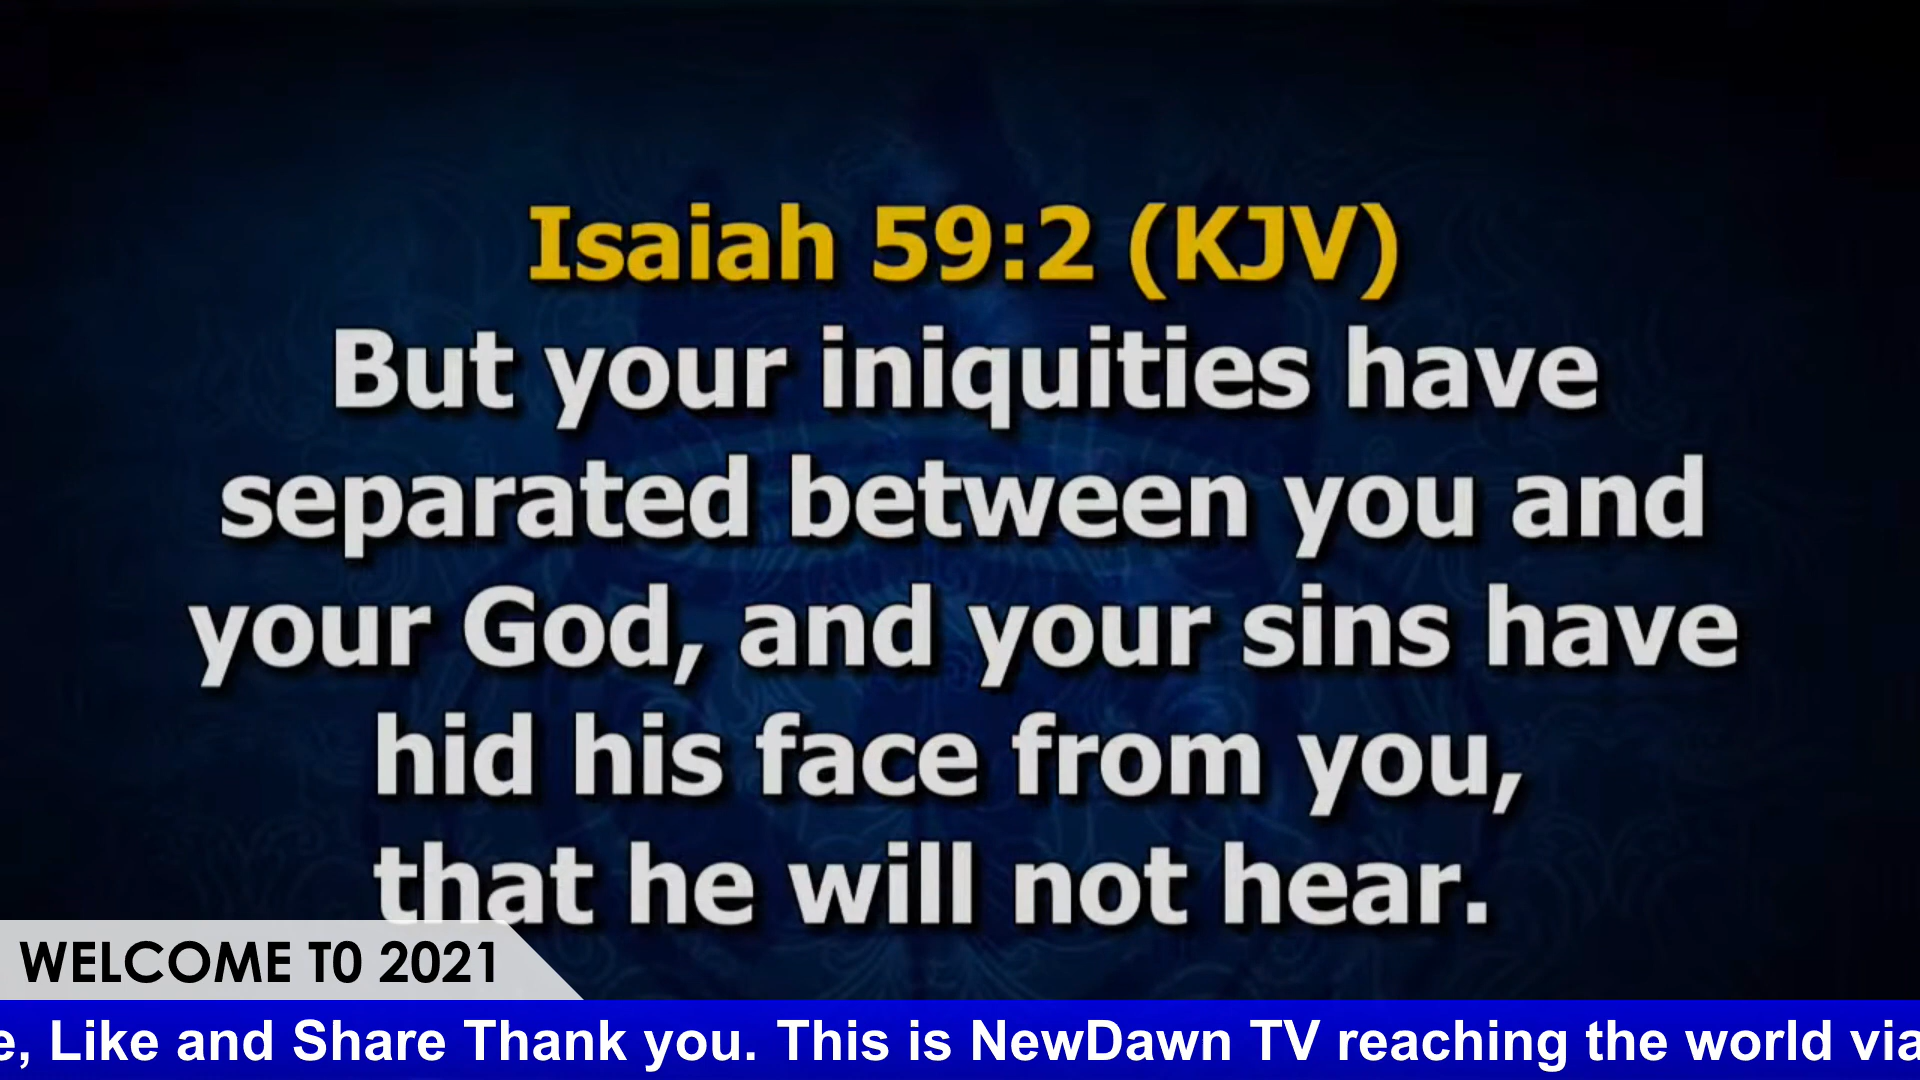 Isaiah 59:2 (KJV)
But your iniquities have
separated between you and
your God, and your sins have
hid his face from you,
that he will not hear.
WELCOME T0 2021
e, Like and Share Thank you. This is NewDawn TV reaching the world via